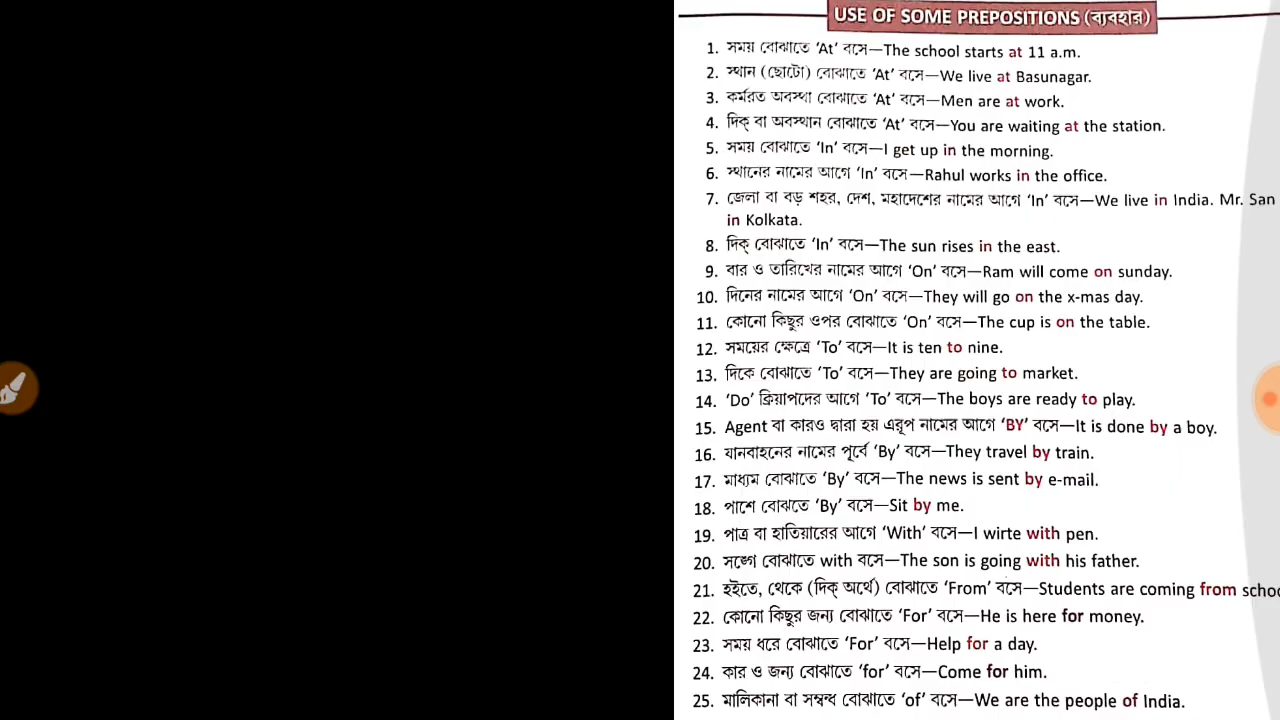 USE OF SOME PREPOSITIONS (ব্যবহার)
1. সময় বোঝাতে ‘At’ বসে—The school starts at 11 a.m.
2. স্থান (ছোটো) বোঝাতে ‘At’ বসে—We live at Basunagar.
3. কর্মরত অবস্থা বোঝাতে ‘At’ বসে—Men are at work.
4. দিক্ বা অবস্থান বোঝাতে ‘At’ বসে—You are waiting at the station.
5. সময় বোঝাতে ‘In’ বসে—I get up in the morning.
6. স্থানের নামের আগে ‘In’ বসে—Rahul works in the office.
7. জেলা বা বড় শহর, দেশ, মহাদেশের নামের আগে ‘In’ বসে—We live in India. Mr. San
in Kolkata.
8. দিক্ বোঝাতে ‘In’ বসে—The sun rises in the east.
9. বার ও তারিখের নামের আগে ‘On’ বসে—Ram will come on sunday.
10. দিনের নামের আগে ‘On’ বসে—They will go on the x-mas day.
11. কোনো কিছুর ওপর বোঝাতে ‘On’ বসে—The cup is on the table.
12. সময়ের ক্ষেত্রে ‘To’ বসে—It is ten to nine.
13. দিকে বোঝাতে ‘To’ বসে—They are going to market.
14. ‘Do’ ক্রিয়াপদের আগে ‘To’ বসে—The boys are ready to play.
15. Agent বা কারও দ্বারা হয় এরূপ নামের আগে ‘BY’ বসে—It is done by a boy.
16. যানবাহনের নামের পূর্বে ‘By’ বসে—They travel by train.
17. মাধ্যম বোঝাতে ‘By’ বসে—The news is sent by e-mail.
18. পাশে বোঝতে ‘By’ বসে—Sit by me.
19. পাত্র বা হাতিয়ারের আগে ‘With’ বসে—I wirte with pen.
20. সঙ্গে বোঝাতে with বসে—The son is going with his father.
21. হইতে, থেকে (দিক্ অর্থে) বোঝাতে ‘From’ বসে—Students are coming from schoo
22. কোনো কিছুর জন্য বোঝাতে ‘For’ বসে—He is here for money.
23. সময় ধরে বোঝাতে ‘For’ বসে—Help for a day.
24. কার ও জন্য বোঝাতে ‘for’ বসে—Come for him.
25. মালিকানা বা সম্বন্ধ বোঝাতে ‘of’ বসে—We are the people of India.